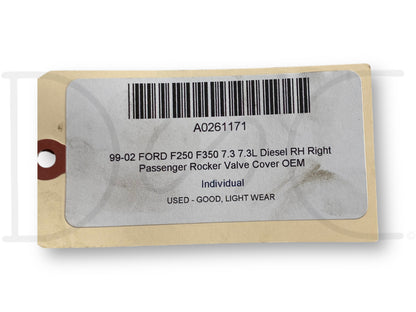 A0261171
99-02 FORD F250 F350 7.3 7.3L Diesel RH Right
Passenger Rocker Valve Cover OEM
Individual
USED - GOOD, LIGHT WEAR